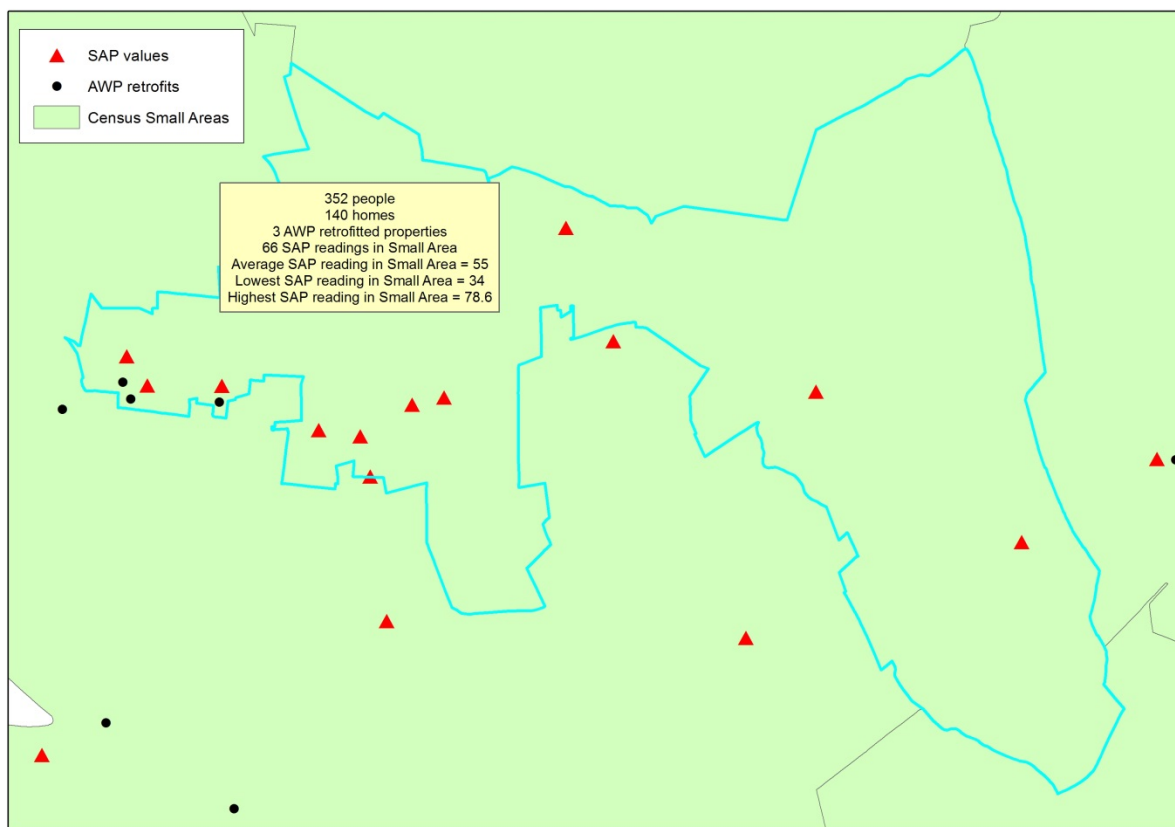 SAP values
AWP retrofits
Census Small Areas
352 people
140 homes
3 AWP retrofitted properties
66 SAP readings in Small Area
Average SAP reading in Small Area = 55
Lowest SAP reading in Small Area = 34
Highest SAP reading in Small Area = 78.6